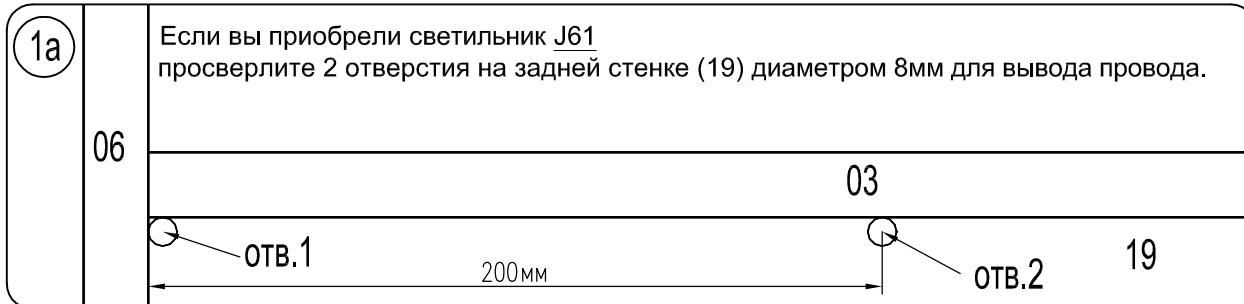 1а
Если вы приобрели светильник J61
просверлите 2 отверстия на задней стенке (19) диаметром 8мм для вывода провода.
06
03
отв.1
200мм
отв.2
19